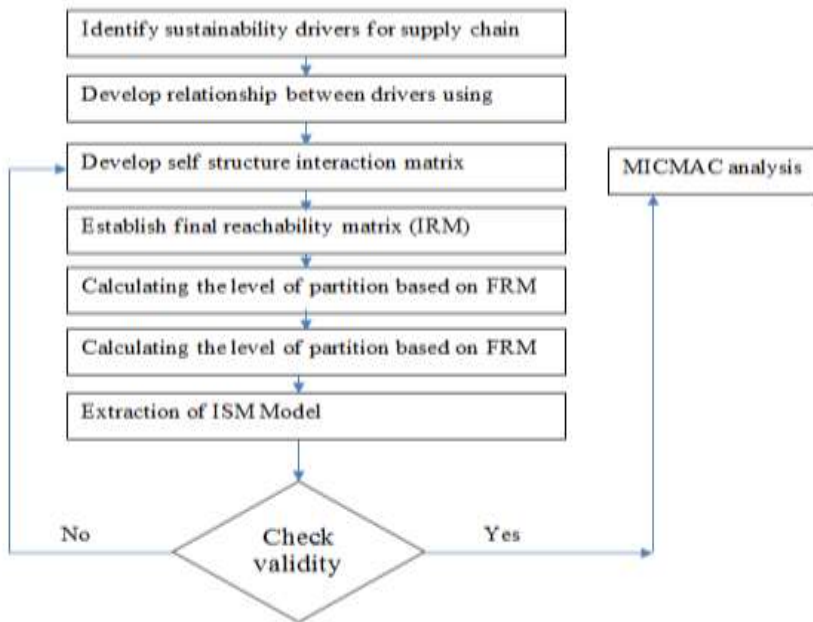 Identify sustainability drivers for supply chain
Develop relationship between drivers using
Develop self structure interaction matrix
MICMAC analysis
Establish final reachability matrix (IRM)
Calculating the level of partition based on FRM
Calculating the level of partition based on FRM
Extraction of ISM Model
No
Check
validity
Yes